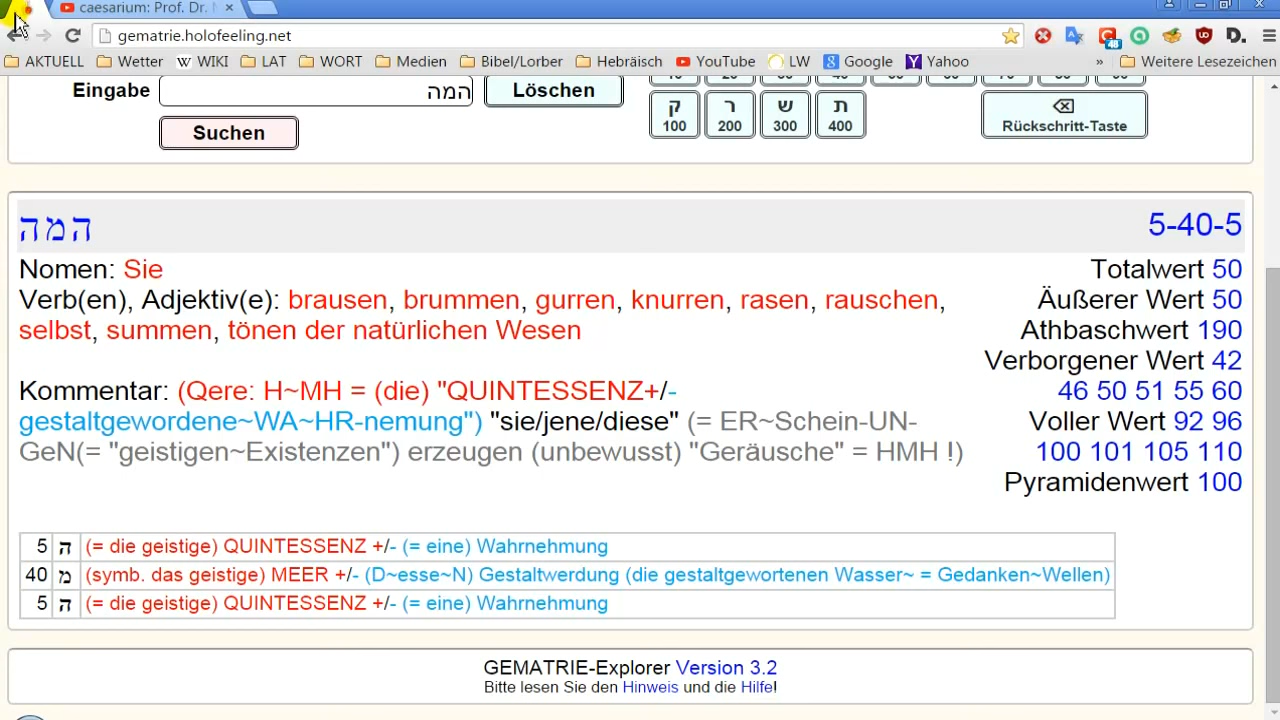 caesarium: Prof. Dr. M
gematrie.holofeeling.net
48
AKTUELL Wetter WIKI LAT WORT Medien Bibel/Lorber Hebräisch YouTube LW Google Yahoo » Weitere Lesezeichen
Eingabe המה Löschen
Suchen
ק ר ש ת
100 200 300 400 Rückschritt-Taste
המה 5-40-5
Nomen: Sie Totalwert 50
Verb(en), Adjektiv(e): brausen, brummen, gurren, knurren, rasen, rauschen, Äußerer Wert 50
selbst, summen, tönen der natürlichen Wesen Athbaschwert 190
Verborgener Wert 42
Kommentar: (Qere: H~MH = (die) "QUINTESSENZ+/- 46 50 51 55 60
gestaltgewordene~WA~HR-nemung") "sie/jene/diese" (= ER~Schein-UN- Voller Wert 92 96
GeN(= "geistigen~Existenzen") erzeugen (unbewusst) "Geräusche" = HMH !) 100 101 105 110
Pyramidenwert 100
5 ה (= die geistige) QUINTESSENZ +/- (= eine) Wahrnehmung
40 מ (symb. das geistige) MEER +/- (D~esse~N) Gestaltwerdung (die gestaltgewortenen Wasser~ = Gedanken~Wellen)
5 ה (= die geistige) QUINTESSENZ +/- (= eine) Wahrnehmung
GEMATRIE-Explorer Version 3.2
Bitte lesen Sie den Hinweis und die Hilfe!